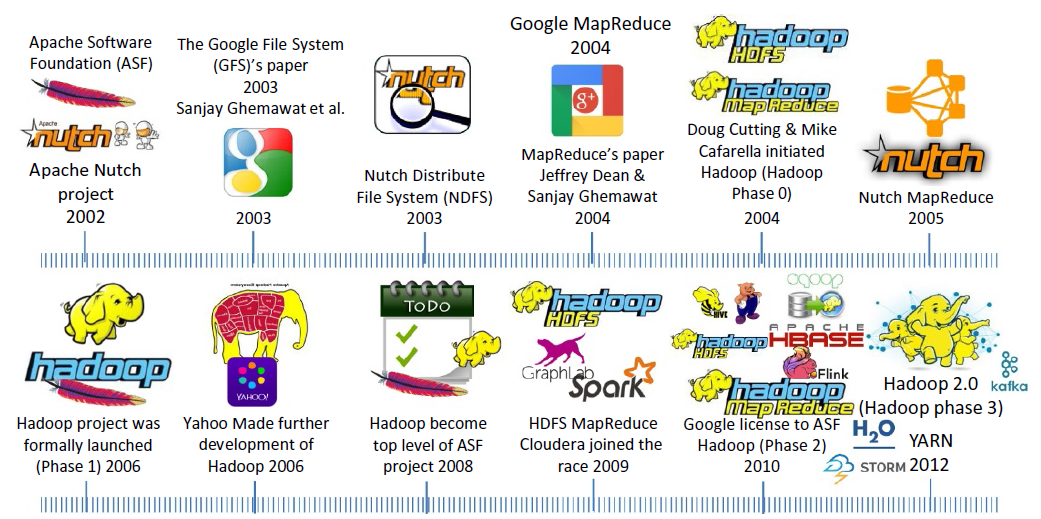 Apache Software
Foundation (ASF)
Apache
nutch
Apache Nutch
project
2002
The Google File System
(GFS)'s paper
2003
Sanjay Ghemawat et al.
g
2003
nutch
Nutch Distribute
File System (NDFS)
2003
Google MapReduce
2004
g+
MapReduce's paper
Jeffrey Dean &
Sanjay Ghemawat
2004
hadoop
HDFS
hadoop
Map Reduce
Doug Cutting & Mike
Cafarella initiated
Hadoop (Hadoop
Phase 0)
2004
nutch
Nutch MapReduce
2005
hadoop
Hadoop project was
formally launched
(Phase 1) 2006
YAHOO!
Yahoo Made further
development of
Hadoop 2006
ToDo
Hadoop become
top level of ASF
project 2008
hadoop
HDFS
GraphLab
Spark
HDFS MapReduce
Cloudera joined the
race 2009
HIVE
sqoop
hadoop
HDFS
APACHE
HBASE
Flink
hadoop
Map Reduce
Google license to ASF
Hadoop (Phase 2)
2010
Hadoop 2.0
(Hadoop phase 3)
kafka
H2O
STORM
YARN
2012